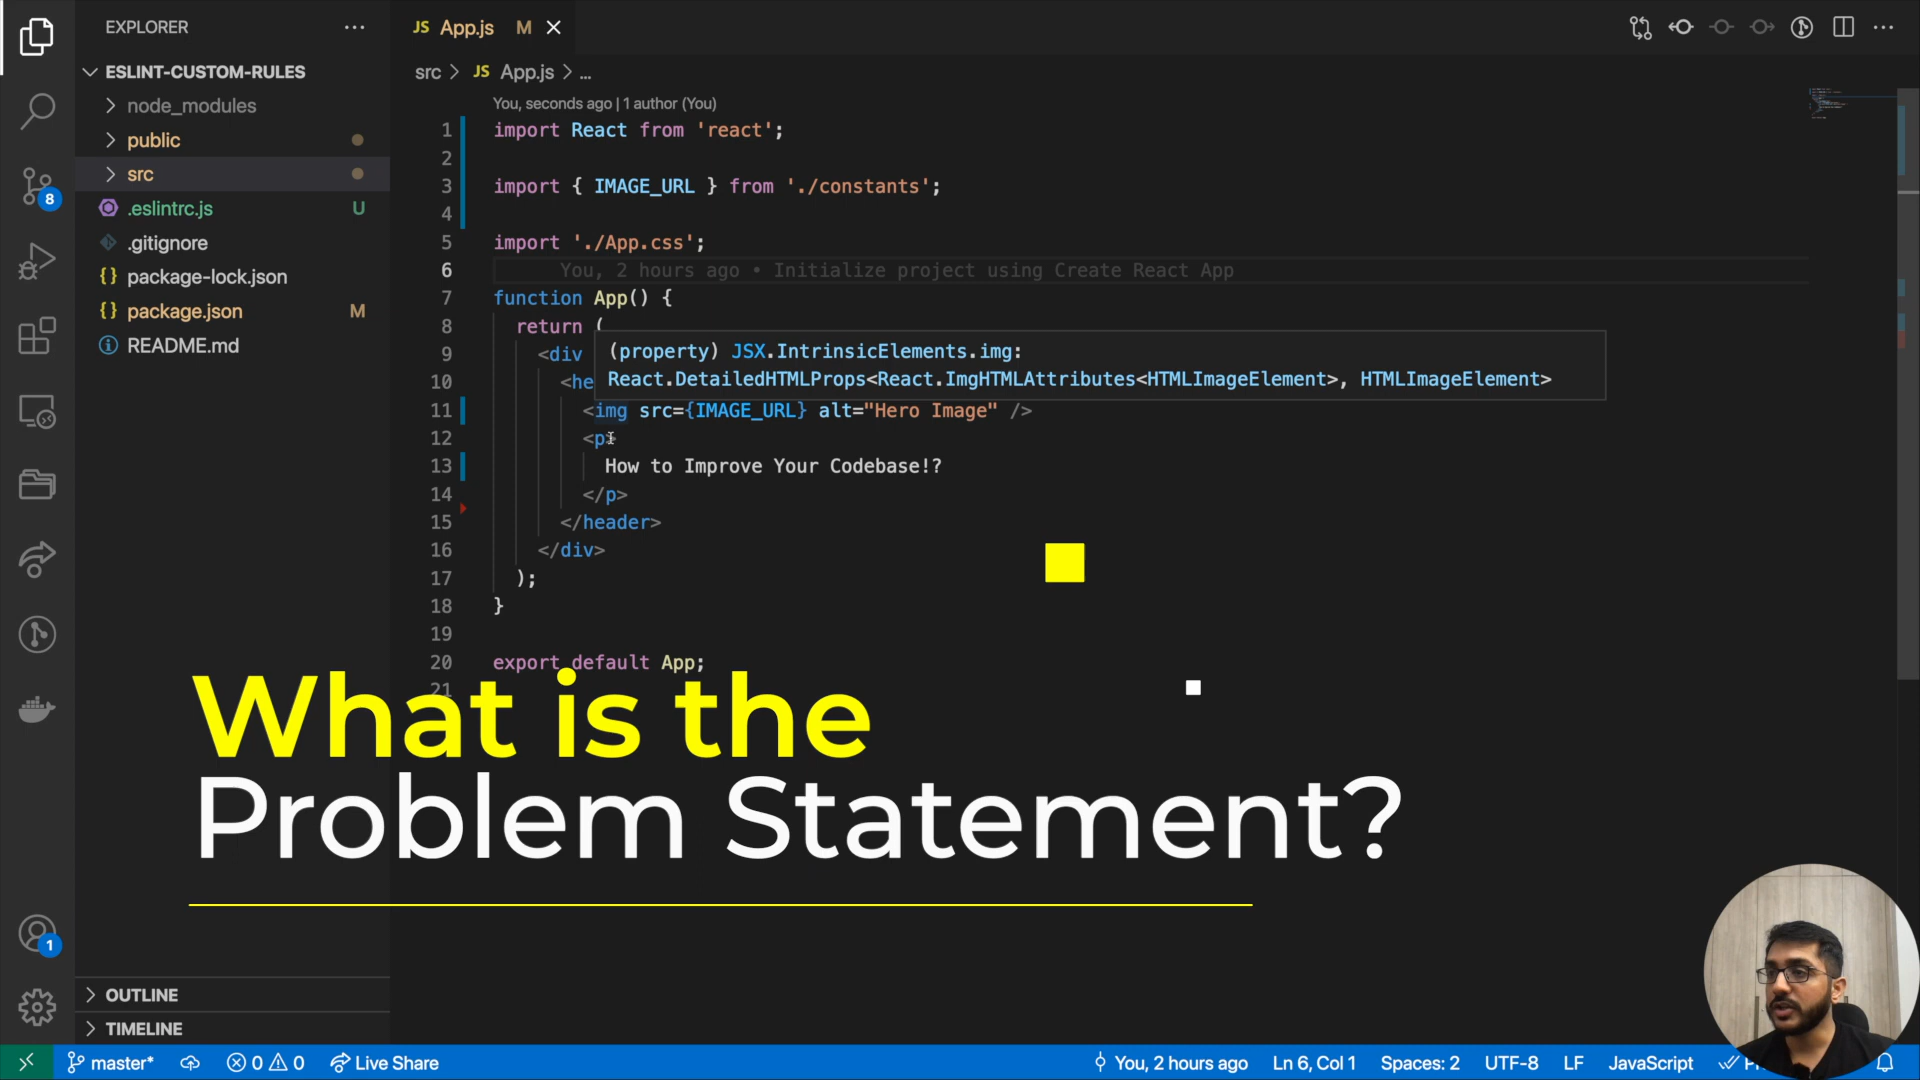 EXPLORER
ESLINT-CUSTOM-RULES
node_modules
public
src
.eslintrc.js U
.gitignore
package-lock.json
package.json M
README.md
OUTLINE
TIMELINE
8
1
JS App.js M
src > JS App.js > ...
You, seconds ago | 1 author (You)
1 import React from 'react';
2
3 import { IMAGE_URL } from './constants';
4
5 import './App.css';
6 You, 2 hours ago • Initialize project using Create React App
7 function App() {
8 return (
9 <div
10 <he
(property) JSX.IntrinsicElements.img:
React.DetailedHTMLProps<React.ImgHTMLAttributes<HTMLImageElement>, HTMLImageElement>
11 <img src={IMAGE_URL} alt="Hero Image" />
12 <p>
13 How to Improve Your Codebase!?
14 </p>
15 </header>
16 </div>
17 );
18 }
19
20 export default App;
21
What is the
Problem Statement?
master* 0 0 Live Share You, 2 hours ago Ln 6, Col 1 Spaces: 2 UTF-8 LF JavaScript